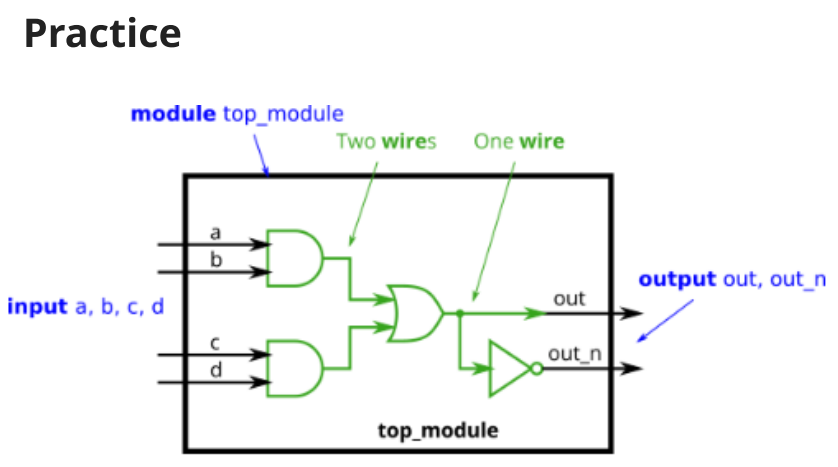 Practice
module top_module
Two wires One wire
a
b
input a, b, c, d
output out, out_n
out
c
d
out_n
top_module